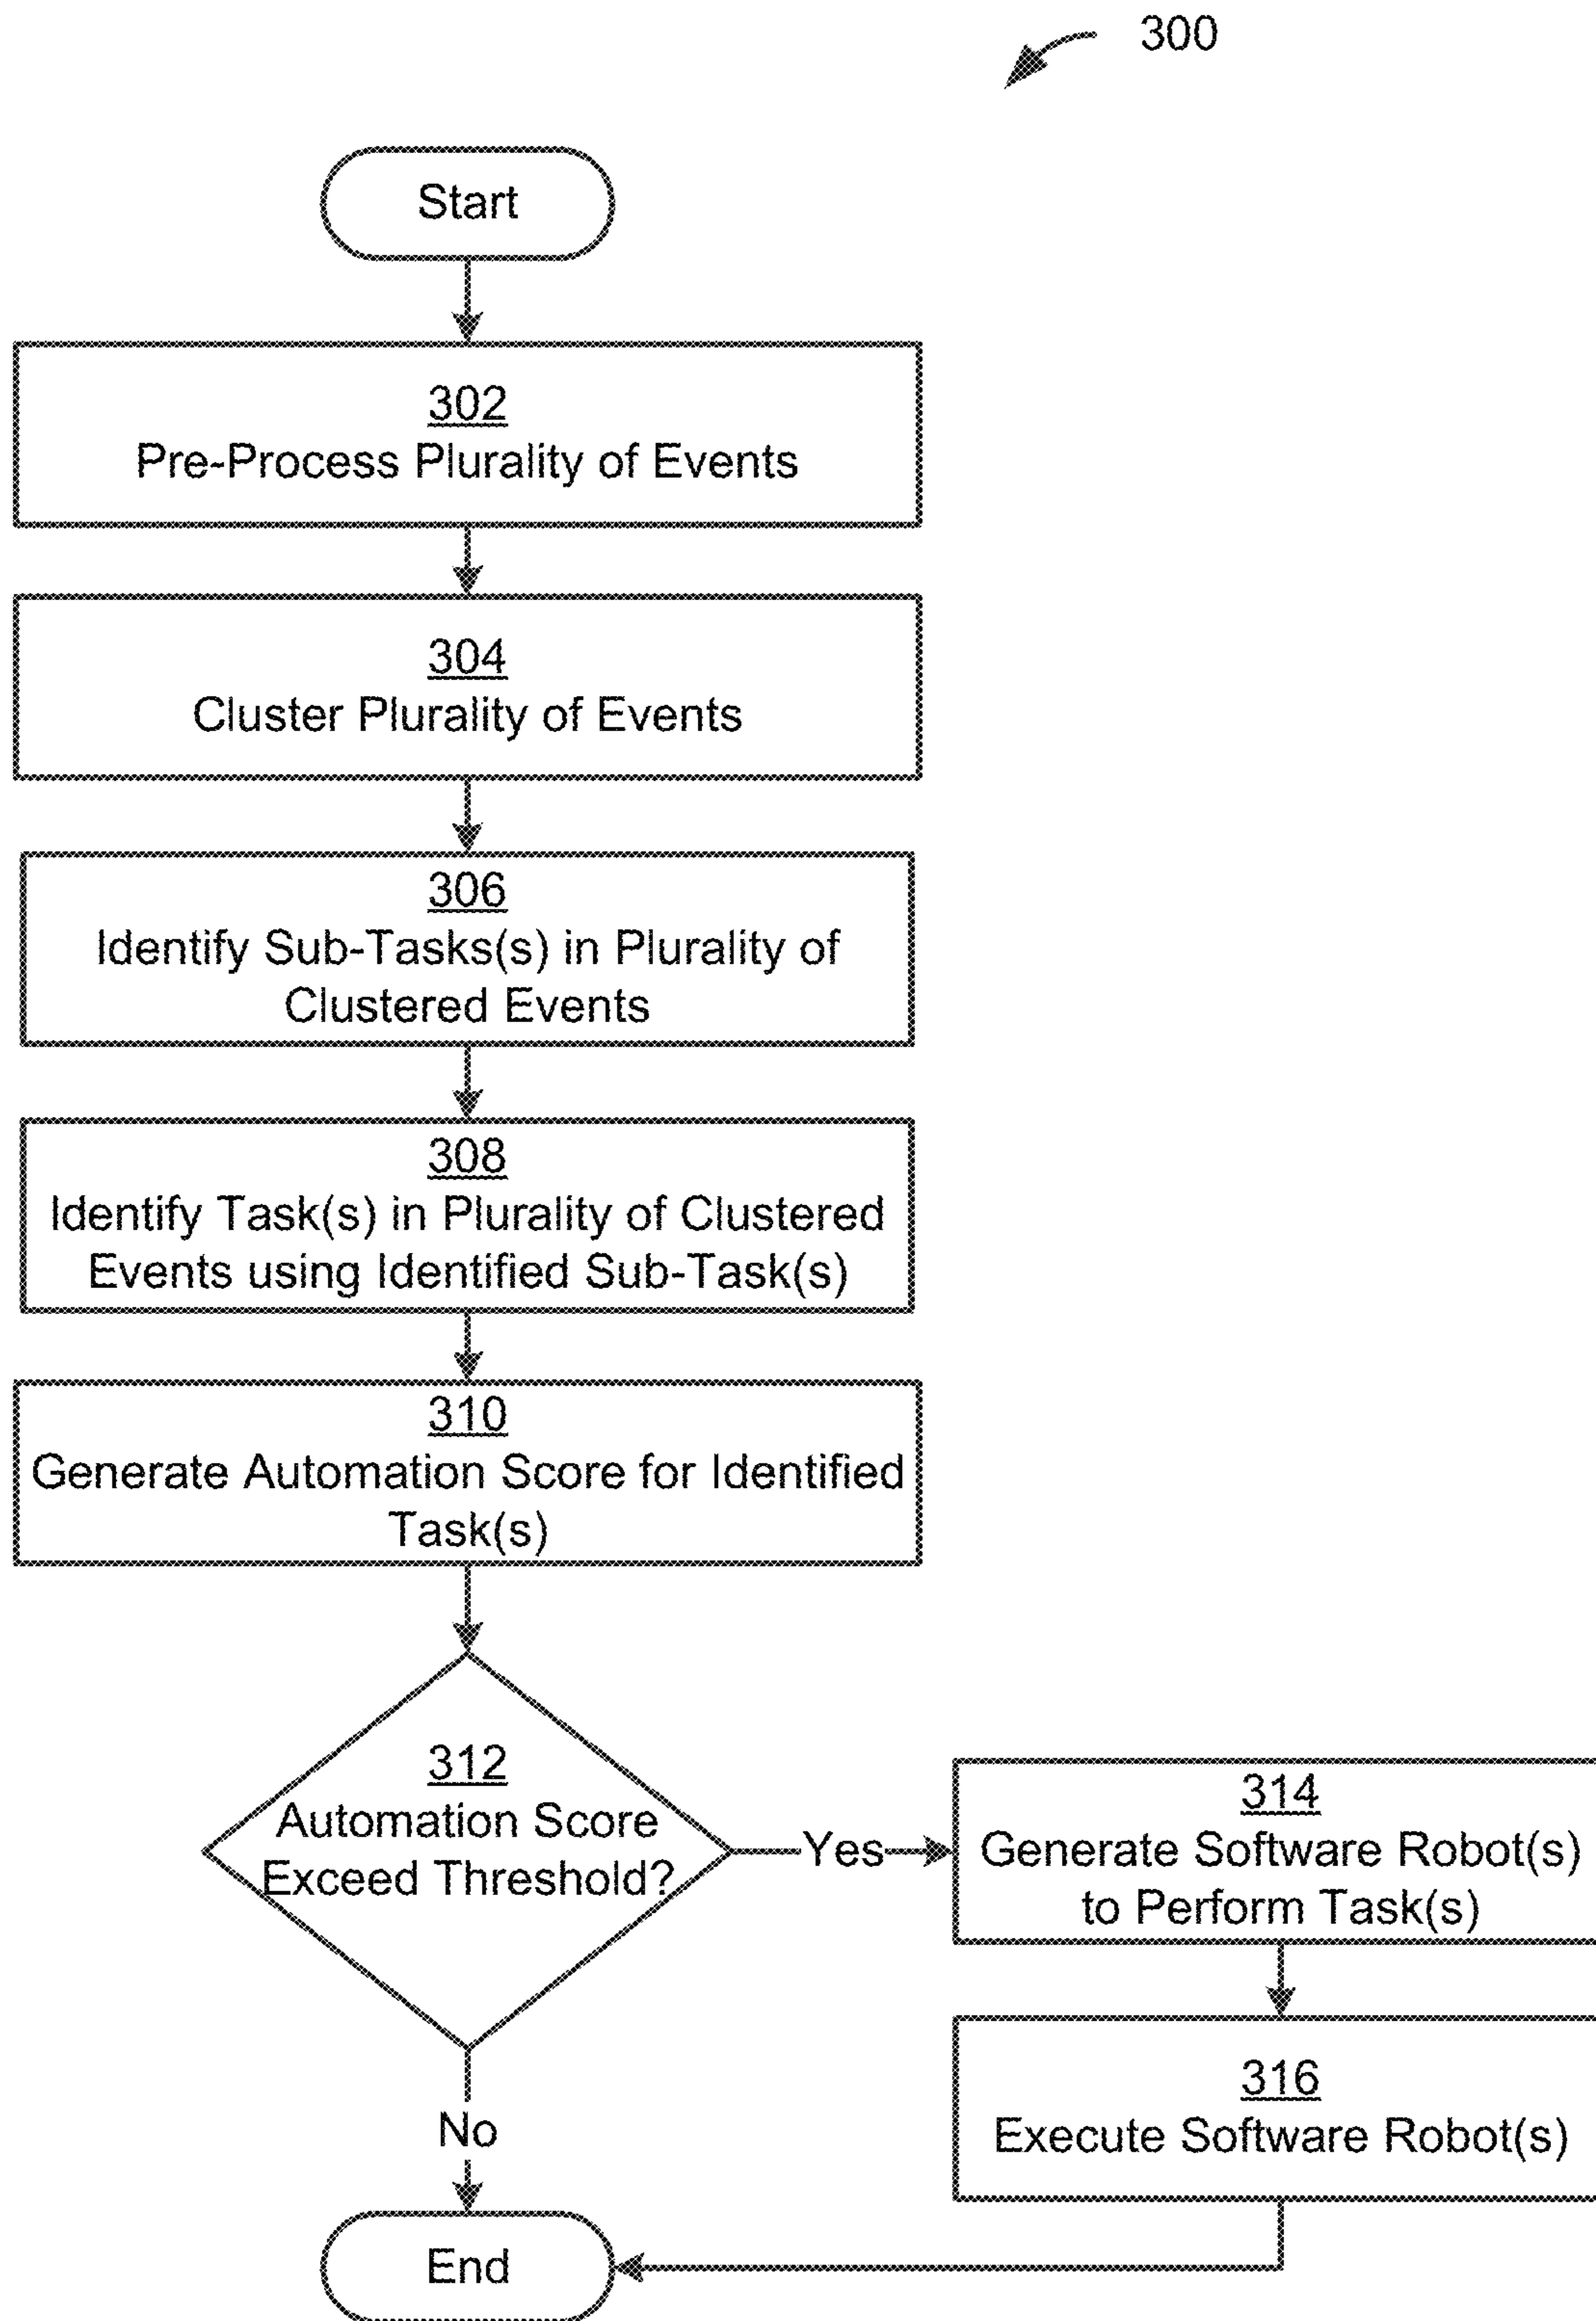 300
Start
302
Pre-Process Plurality of Events
304
Cluster Plurality of Events
306
Identify Sub-Tasks(s) in Plurality of
Clustered Events
308
Identify Task(s) in Plurality of Clustered
Events using Identified Sub-Task(s)
310
Generate Automation Score for Identified
Task(s)
312
Automation Score
Exceed Threshold?
Yes
314
Generate Software Robot(s)
to Perform Task(s)
316
Execute Software Robot(s)
No
End